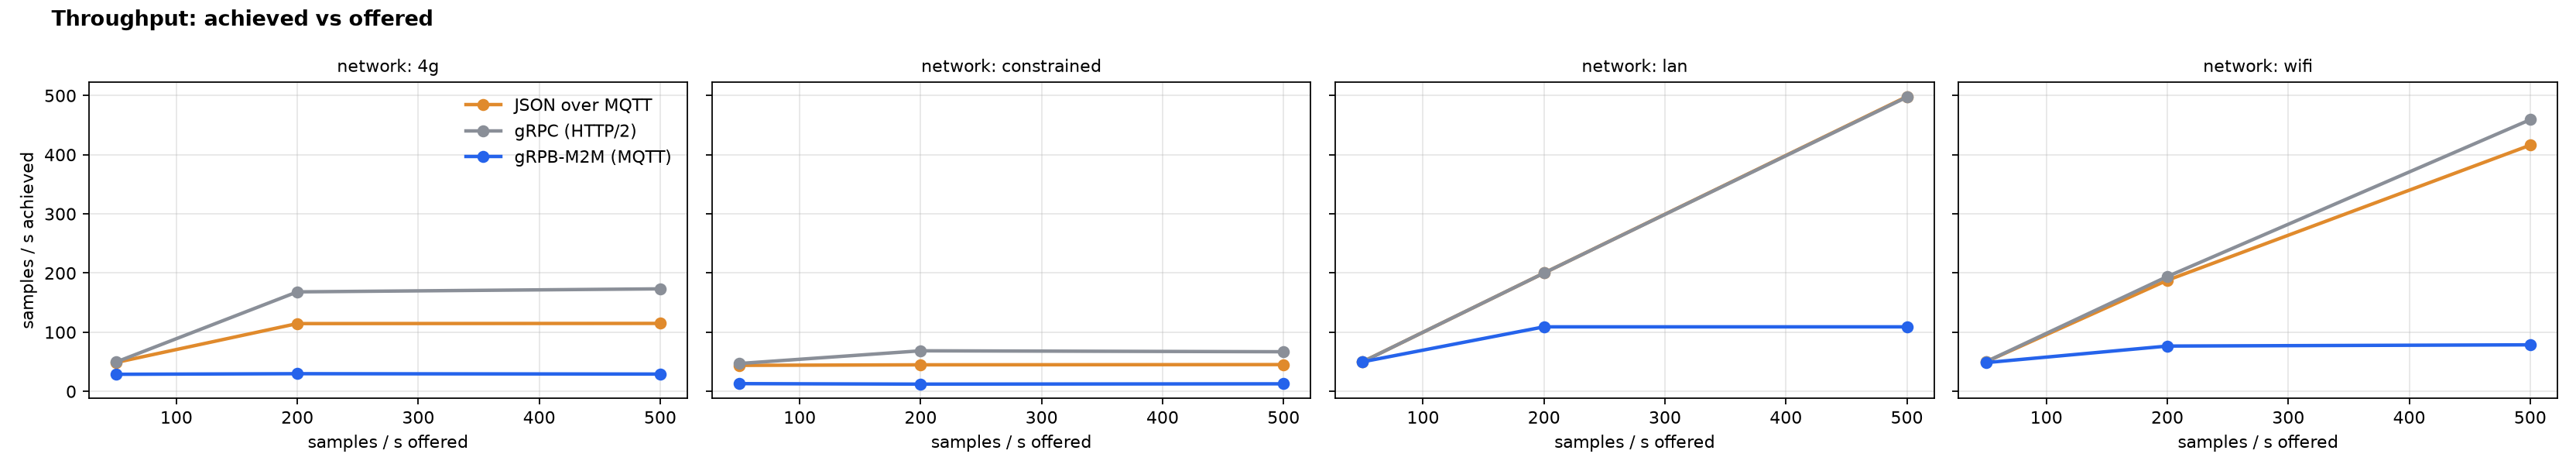 Throughput: achieved vs offered
network: 4g
network: constrained
network: lan
network: wifi
samples / s achieved
500
400
300
200
100
0
JSON over MQTT
gRPC (HTTP/2)
gRPB-M2M (MQTT)
100 200 300 400 500
100 200 300 400 500
100 200 300 400 500
100 200 300 400 500
samples / s offered
samples / s offered
samples / s offered
samples / s offered